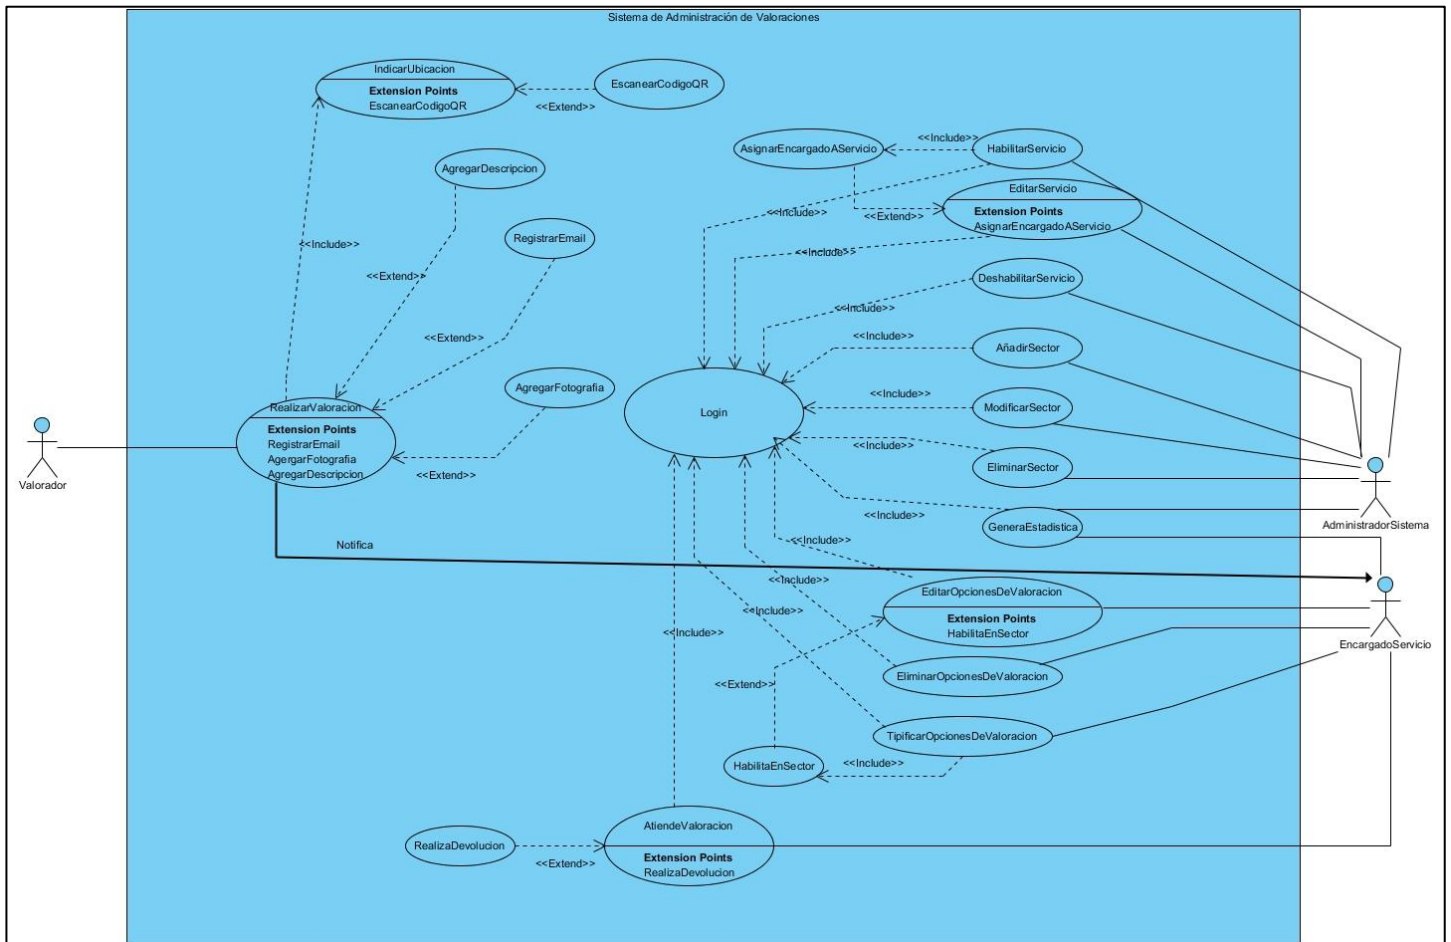 Sistema de Administración de Valoraciones
IndicarUbicacion
Extension Points
EscanearCodigoQR
EscanearCodigoQR
<<Extend>>
AgregarDescripcion
AsignarEncargadoAServicio
<<Include>>
HabilitarServicio
EditarServicio
Extension Points
AsignarEncargadoAServicio
<<Include>>
<<Extend>>
RegistrarEmail
<<Include>>
<<Include>>
<<Extend>>
DeshabilitarServicio
<<Include>>
<<Extend>>
<<Include>>
AñadirSector
AgregarFotografia
<<Include>>
ModificarSector
Login
RealizarValoracion
Extension Points
RegistrarEmail
AgergarFotografia
AgregarDescripcion
<<Include>>
EliminarSector
<<Extend>>
Valorador
<<Include>>
GeneraEstadistica
AdministradorSistema
Notifica
<<Include>>
<<Include>>
EditarOpcionesDeValoracion
Extension Points
HabilitaEnSector
<<Include>>
<<Include>>
EncargadoServicio
EliminarOpcionesDeValoracion
<<Extend>>
TipificarOpcionesDeValoracion
HabilitaEnSector
<<Include>>
AtiendeValoracion
Extension Points
RealizaDevolucion
RealizaDevolucion
<<Extend>>